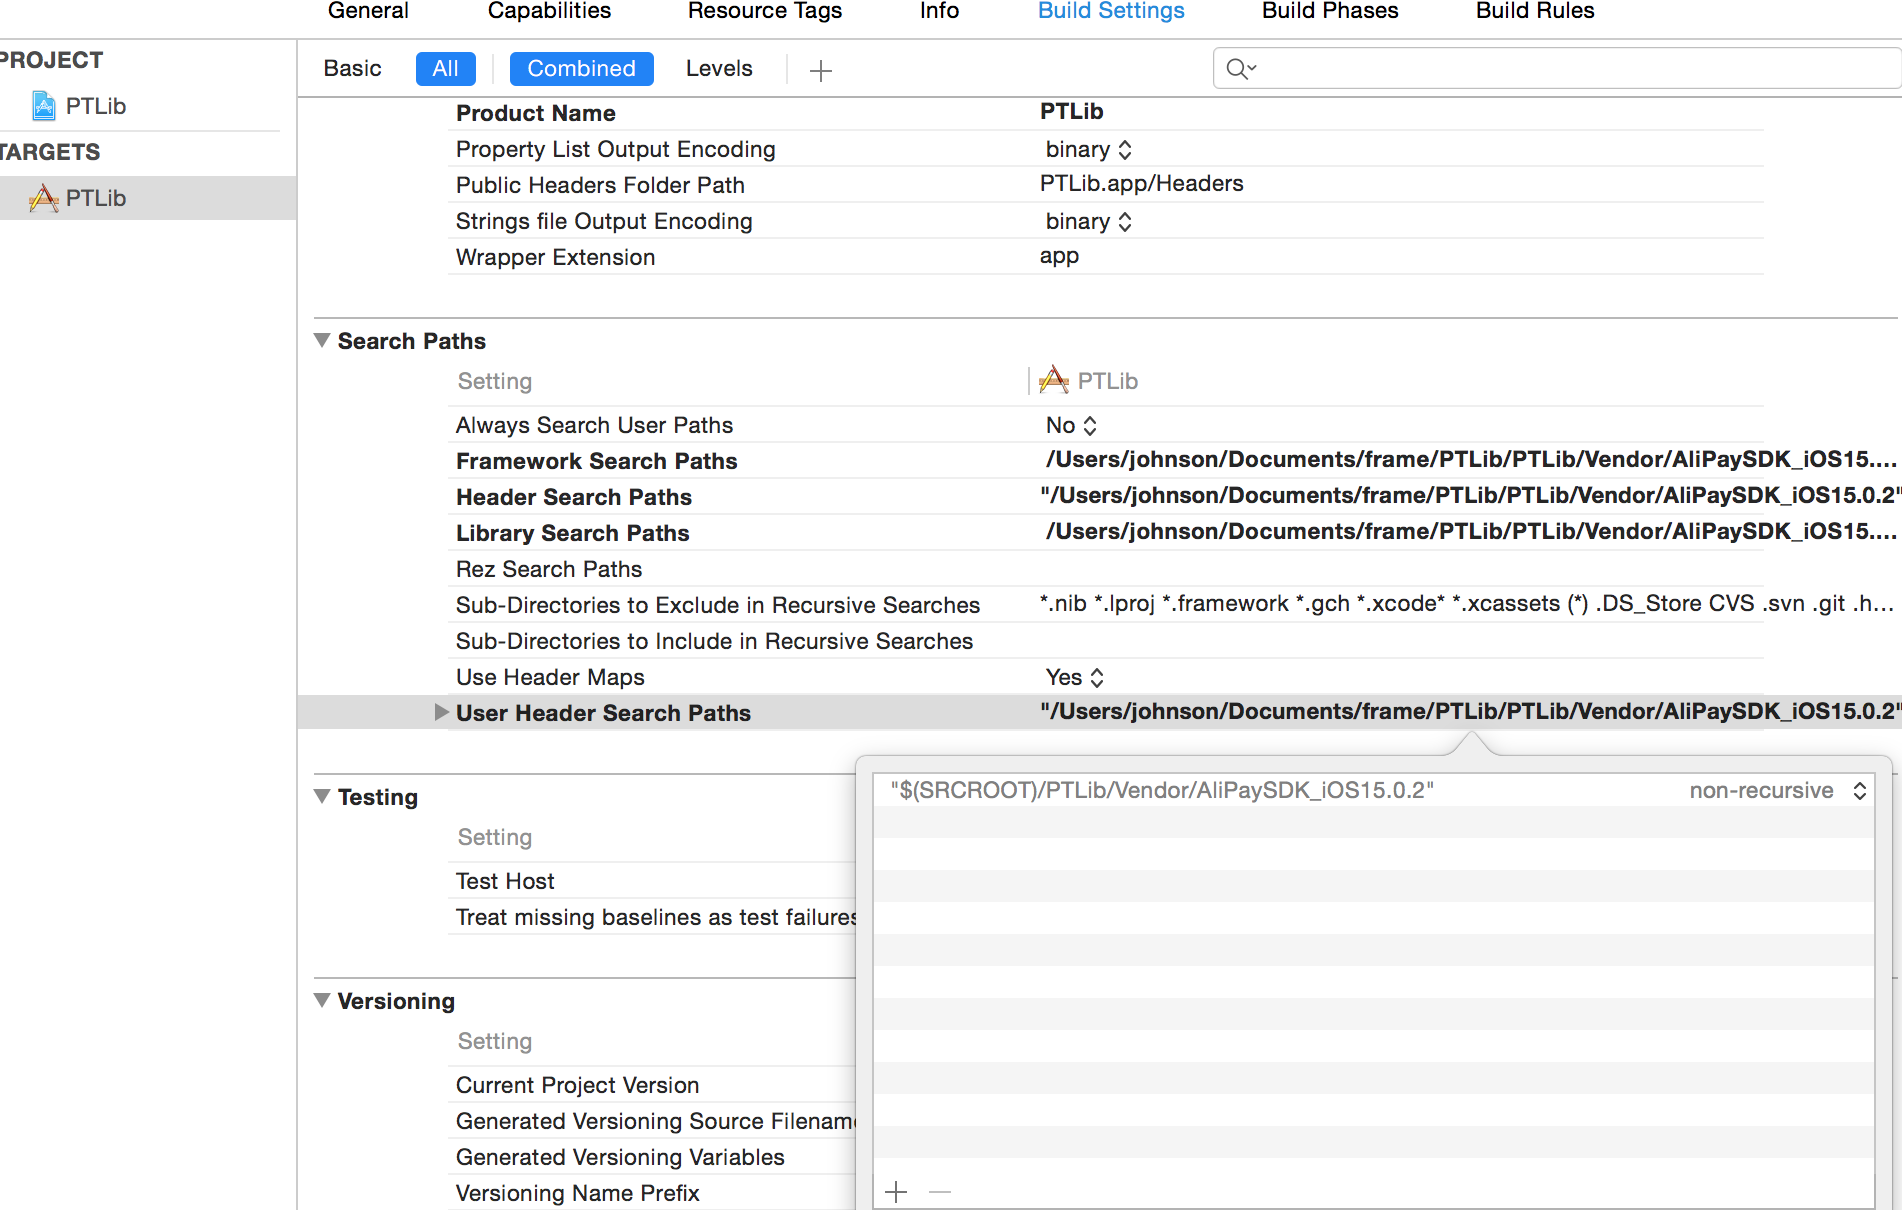 General Capabilities Resource Tags Info Build Settings Build Phases Build Rules
PROJECT
PTLib
TARGETS
PTLib
Basic All Combined Levels
Product Name PTLib
Property List Output Encoding binary
Public Headers Folder Path PTLib.app/Headers
Strings file Output Encoding binary
Wrapper Extension app
Search Paths
Setting PTLib
Always Search User Paths No
Framework Search Paths /Users/johnson/Documents/frame/PTLib/PTLib/Vendor/AliPaySDK_iOS15....
Header Search Paths "/Users/johnson/Documents/frame/PTLib/PTLib/Vendor/AliPaySDK_iOS15.0.2"
Library Search Paths /Users/johnson/Documents/frame/PTLib/PTLib/Vendor/AliPaySDK_iOS15....
Rez Search Paths
Sub-Directories to Exclude in Recursive Searches *.nib *.lproj *.framework *.gch *.xcode* *.xcassets (*) .DS_Store CVS .svn .git .h...
Sub-Directories to Include in Recursive Searches
Use Header Maps Yes
User Header Search Paths "/Users/johnson/Documents/frame/PTLib/PTLib/Vendor/AliPaySDK_iOS15.0.2"
"$(SRCROOT)/PTLib/Vendor/AliPaySDK_iOS15.0.2" non-recursive
Testing
Setting
Test Host
Treat missing baselines as test failures
Versioning
Setting
Current Project Version
Generated Versioning Source Filenam
Generated Versioning Variables
Versioning Name Prefix